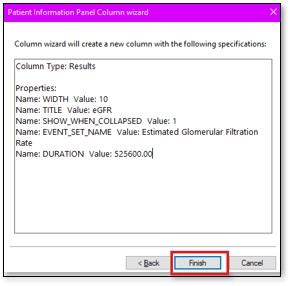 Patient Information Panel Column wizard
Column wizard will create a new column with the following specifications:
Column Type: Results
Properties:
Name: WIDTH Value: 10
Name: TITLE Value: eGFR
Name: SHOW_WHEN_COLLAPSED Value: 1
Name: EVENT_SET_NAME Value: Estimated Glomerular Filtration
Rate
Name: DURATION Value: 525600.00
< Back Finish Cancel